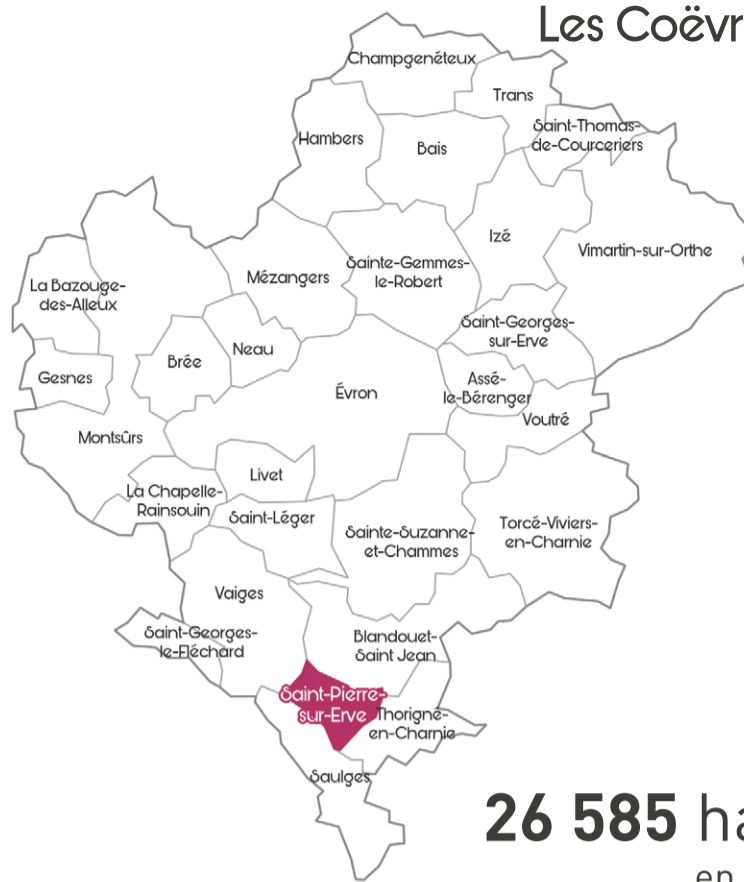 Les Coëvr
Champgenéteux
Trans
Saint-Thomas-
de-Courceriers
Hambers
Bais
Izé
Vimartin-sur-Orthe
Mézangers
Sainte-Gemmes-
le-Robert
La Bazouge-
des-Alleux
Saint-Georges-
sur-Erve
Neau
Brée
Gesnes
Assé-
le-Bérenger
Évron
Voutré
Montsûrs
Livet
La Chapelle-
Rainsouin
Saint-Léger
Sainte-Suzanne-
et-Chammes
Torcé-Viviers-
en-Charnie
Vaiges
Saint-Georges-
le-Fléchard
Blandouet-
Saint Jean
Saint-Pierre-
sur-Erve
Thorigné-
en-Charnie
Saulges
26 585 ha
en